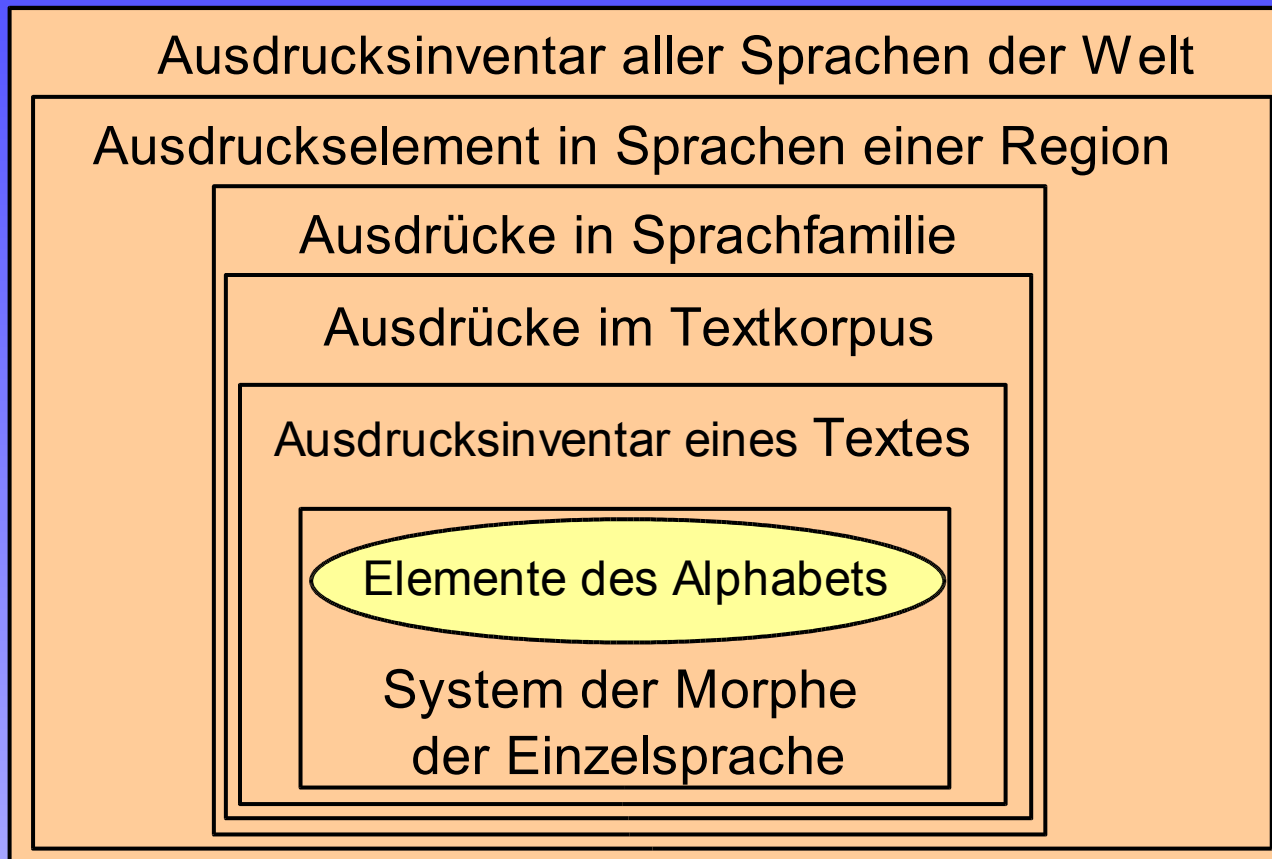 Ausdrucksinventar aller Sprachen der Welt
Ausdruckselement in Sprachen einer Region
Ausdrücke in Sprachfamilie
Ausdrücke im Textkorpus
Ausdrucksinventar eines Textes
Elemente des Alphabets
System der Morphe
der Einzelsprache